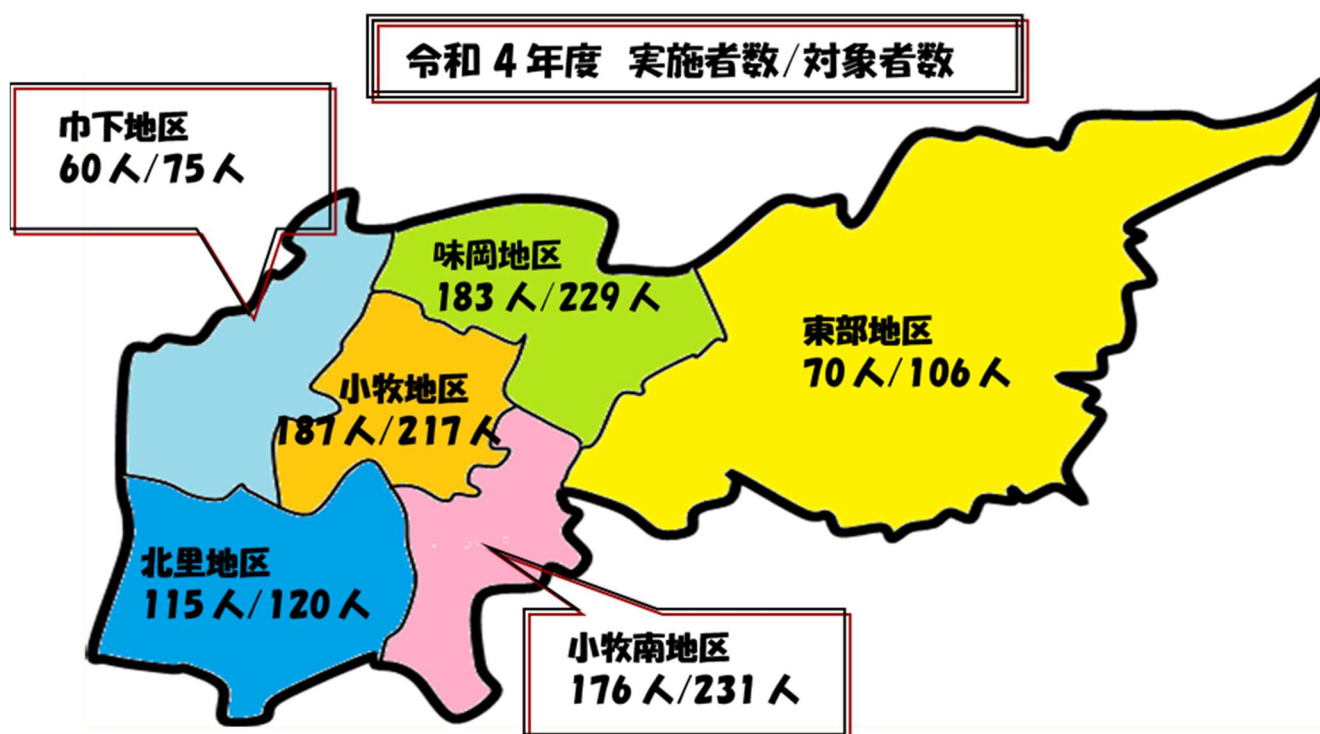 令和4年度 実施者数/対象者数
巾下地区
60人/75人
味岡地区
183人/229人
東部地区
70人/106人
小牧地区
187人/217人
北里地区
115人/120人
小牧南地区
176人/231人